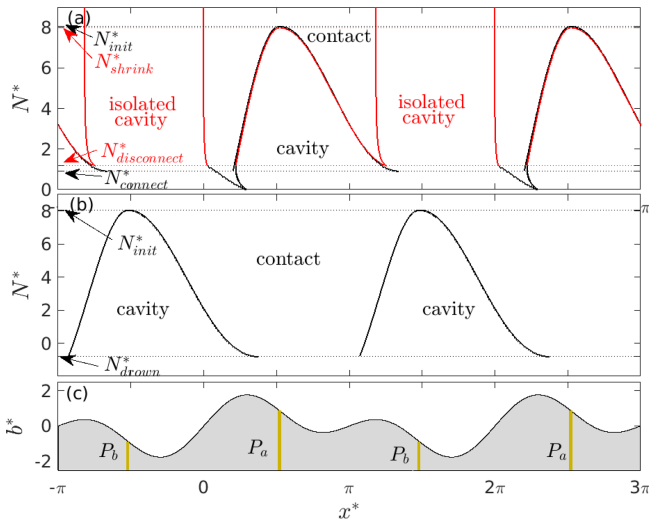 8
(a)
N*init
contact
N*shrink
6
N*
isolated
cavity
isolated
cavity
4
cavity
2
N*disconnect
N*connect
0
(b)
8
π
N*init
6
contact
N*
4
cavity
cavity
2
0
N*drown
(c)
2
b*
0
Pb
Pa
Pb
Pa
-2
-π
0
π
2π
3π
x*